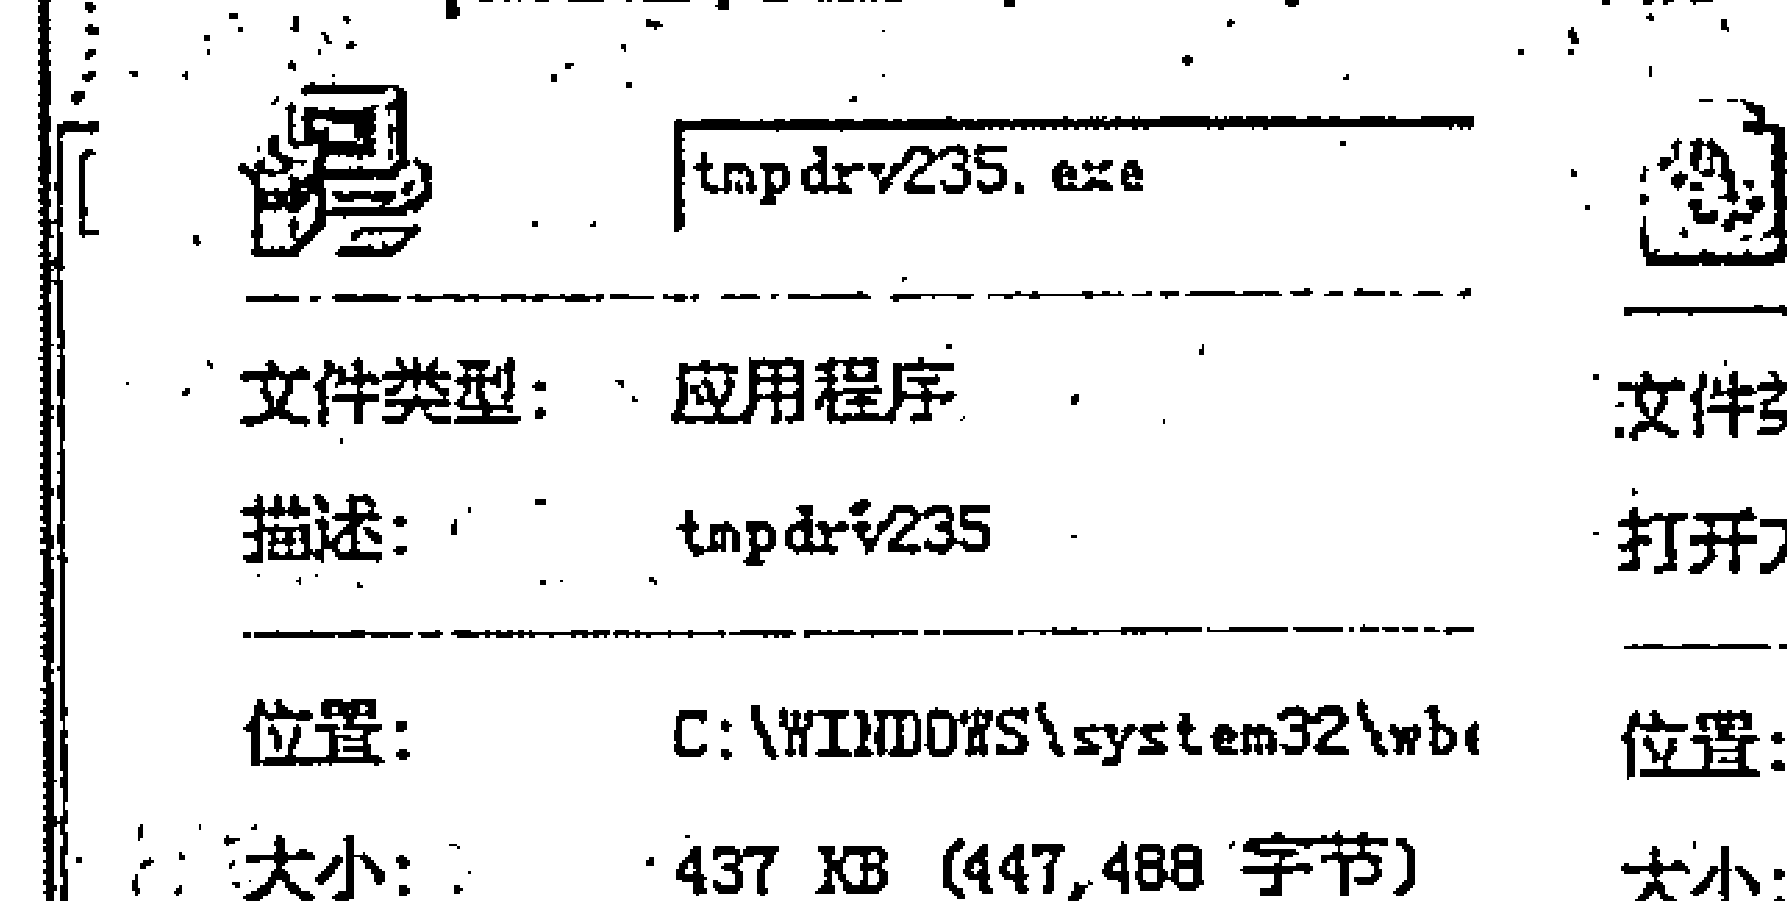 tmpdrv235.exe
文件类型: 应用程序
描述: tmpdrv235
位置: C:\WINDOWS\system32\wb
大小: 437 KB (447,488 字节)
文件
打开
位置:
大小: